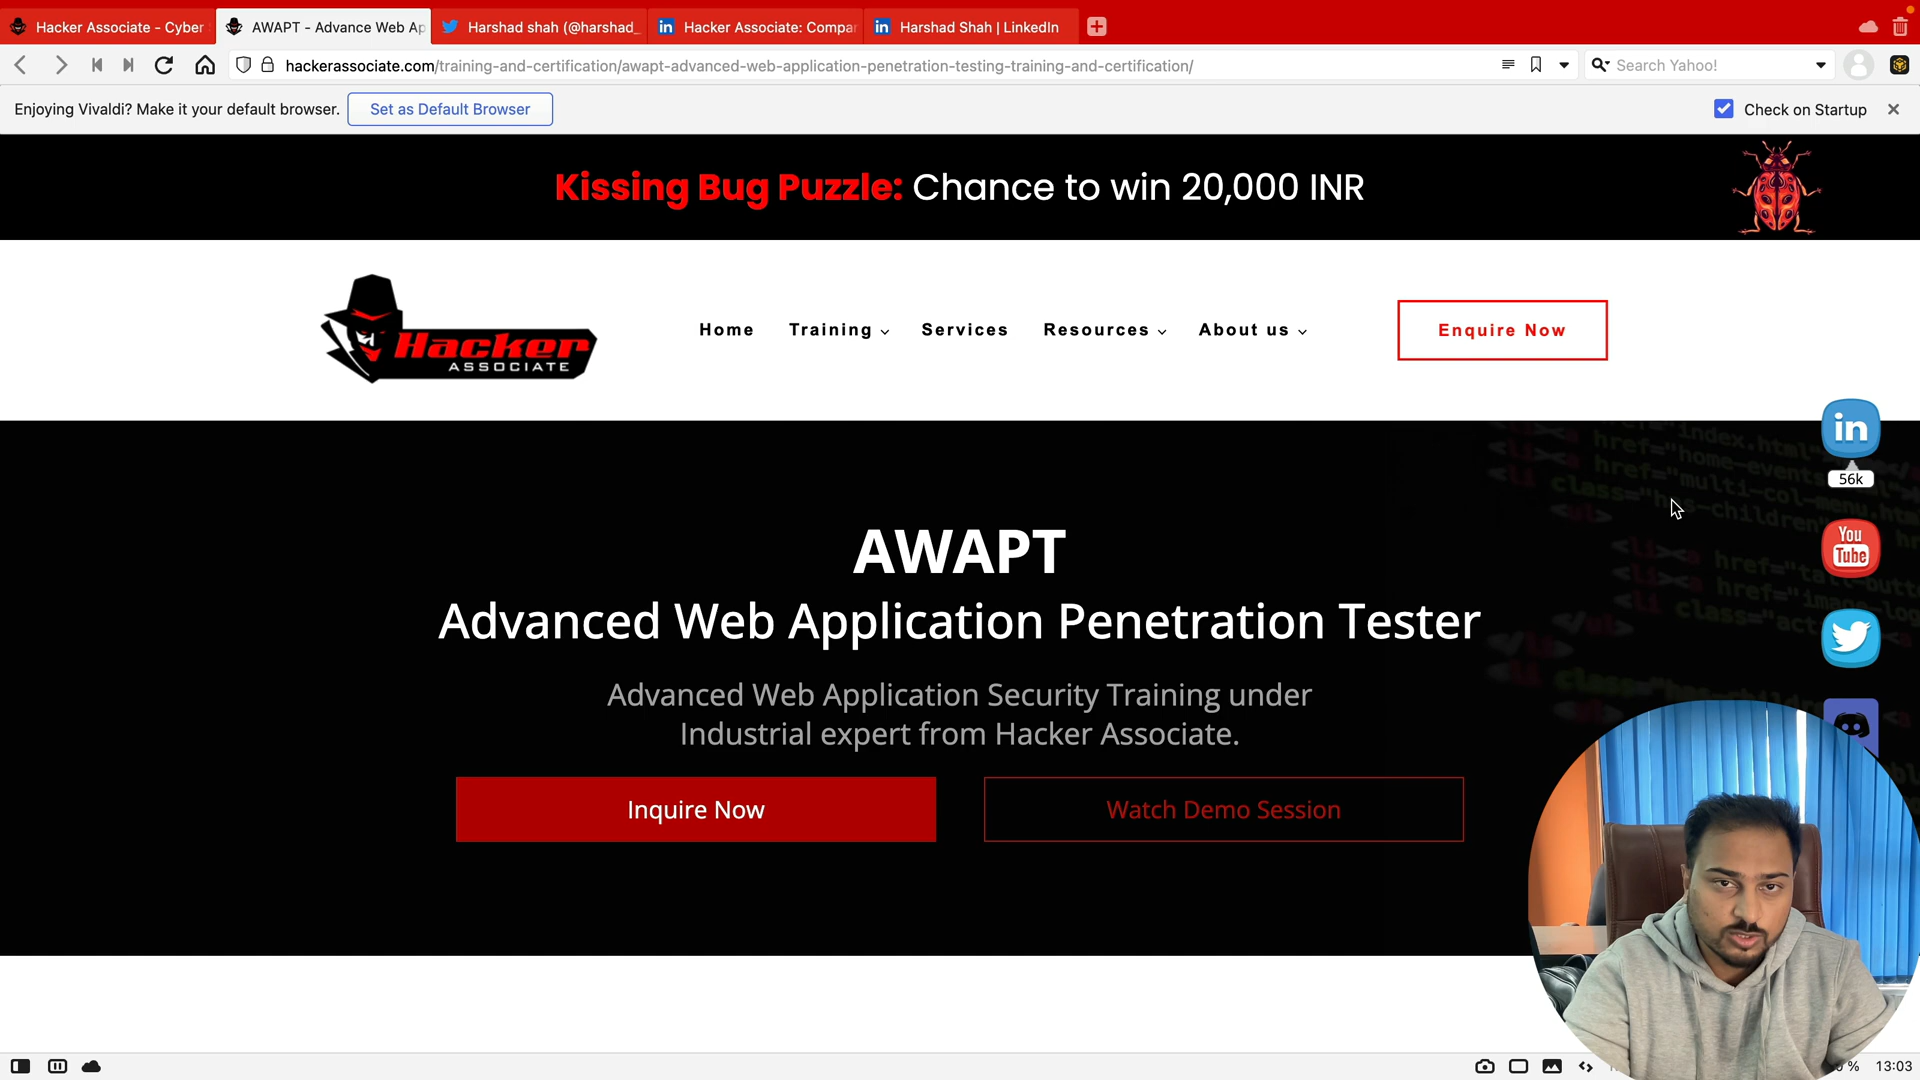 Hacker Associate - Cyber
AWAPT - Advance Web Ap
Harshad shah (@harshad_
Hacker Associate: Compar
Harshad Shah | LinkedIn
hackerassociate.com/training-and-certification/awapt-advanced-web-application-penetration-testing-training-and-certification/
Search Yahoo!
Enjoying Vivaldi? Make it your default browser.
Set as Default Browser
Check on Startup
Kissing Bug Puzzle: Chance to win 20,000 INR
Hacker
ASSOCIATE
Home
Training
Services
Resources
About us
Enquire Now
in
56k
You
Tube
AWAPT
Advanced Web Application Penetration Tester
Advanced Web Application Security Training under
Industrial expert from Hacker Associate.
Inquire Now
Watch Demo Session
%
13:03